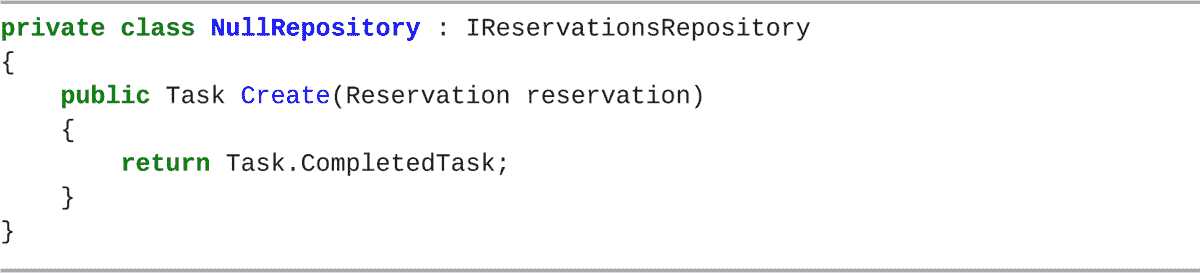 private class NullRepository : IReservationsRepository
{
    public Task Create(Reservation reservation)
    {
        return Task.CompletedTask;
    }
}